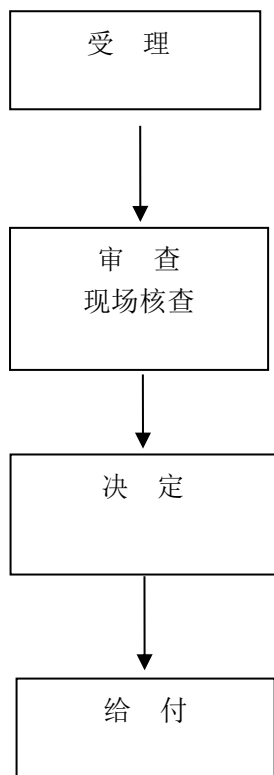 受 理
审 查
现场核查
决 定
给 付